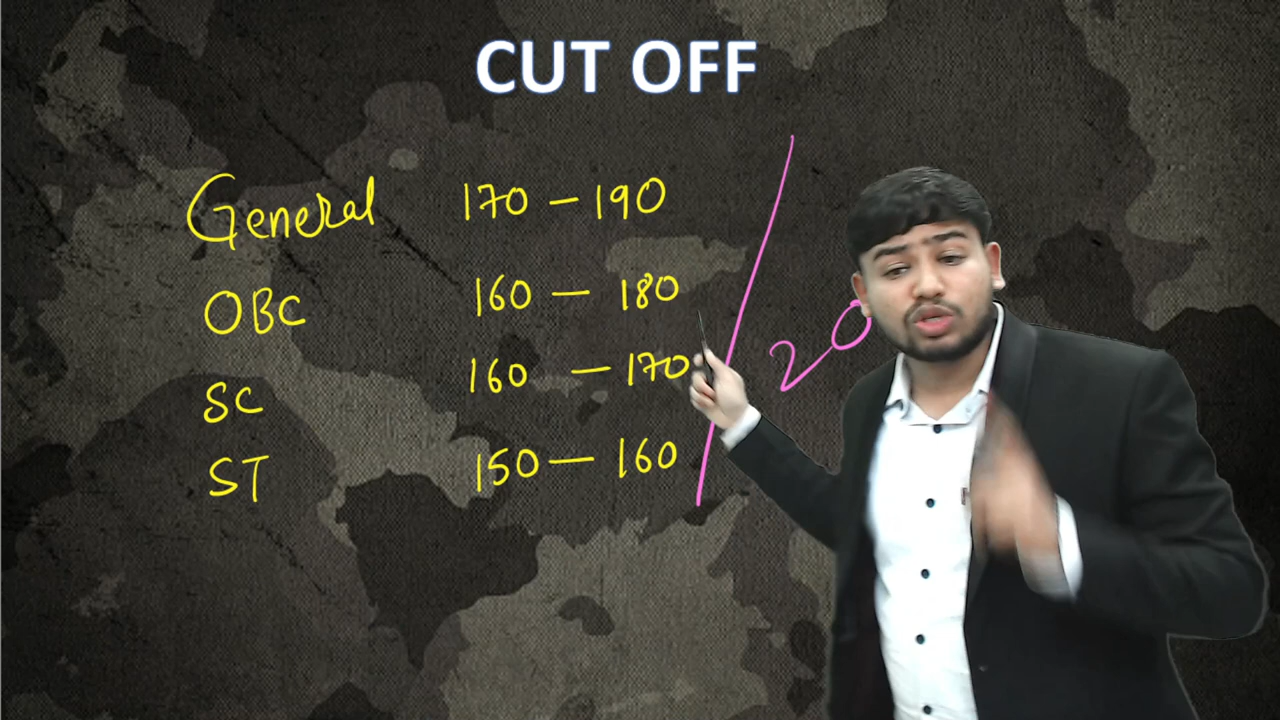 CUT OFF
General 170 - 190
OBC 160 - 180
SC 160 - 170
ST 150 - 160